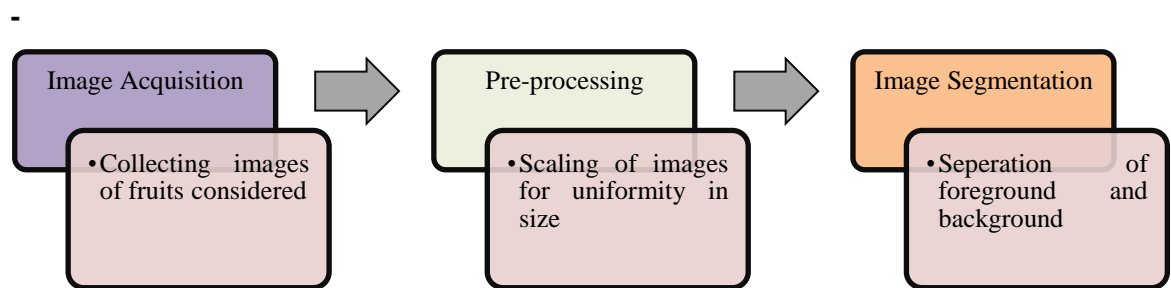 -
Image Acquisition
Pre-processing
Image Segmentation
•Collecting images
of fruits considered
•Scaling of images
for uniformity in
size
•Seperation of
foreground and
background